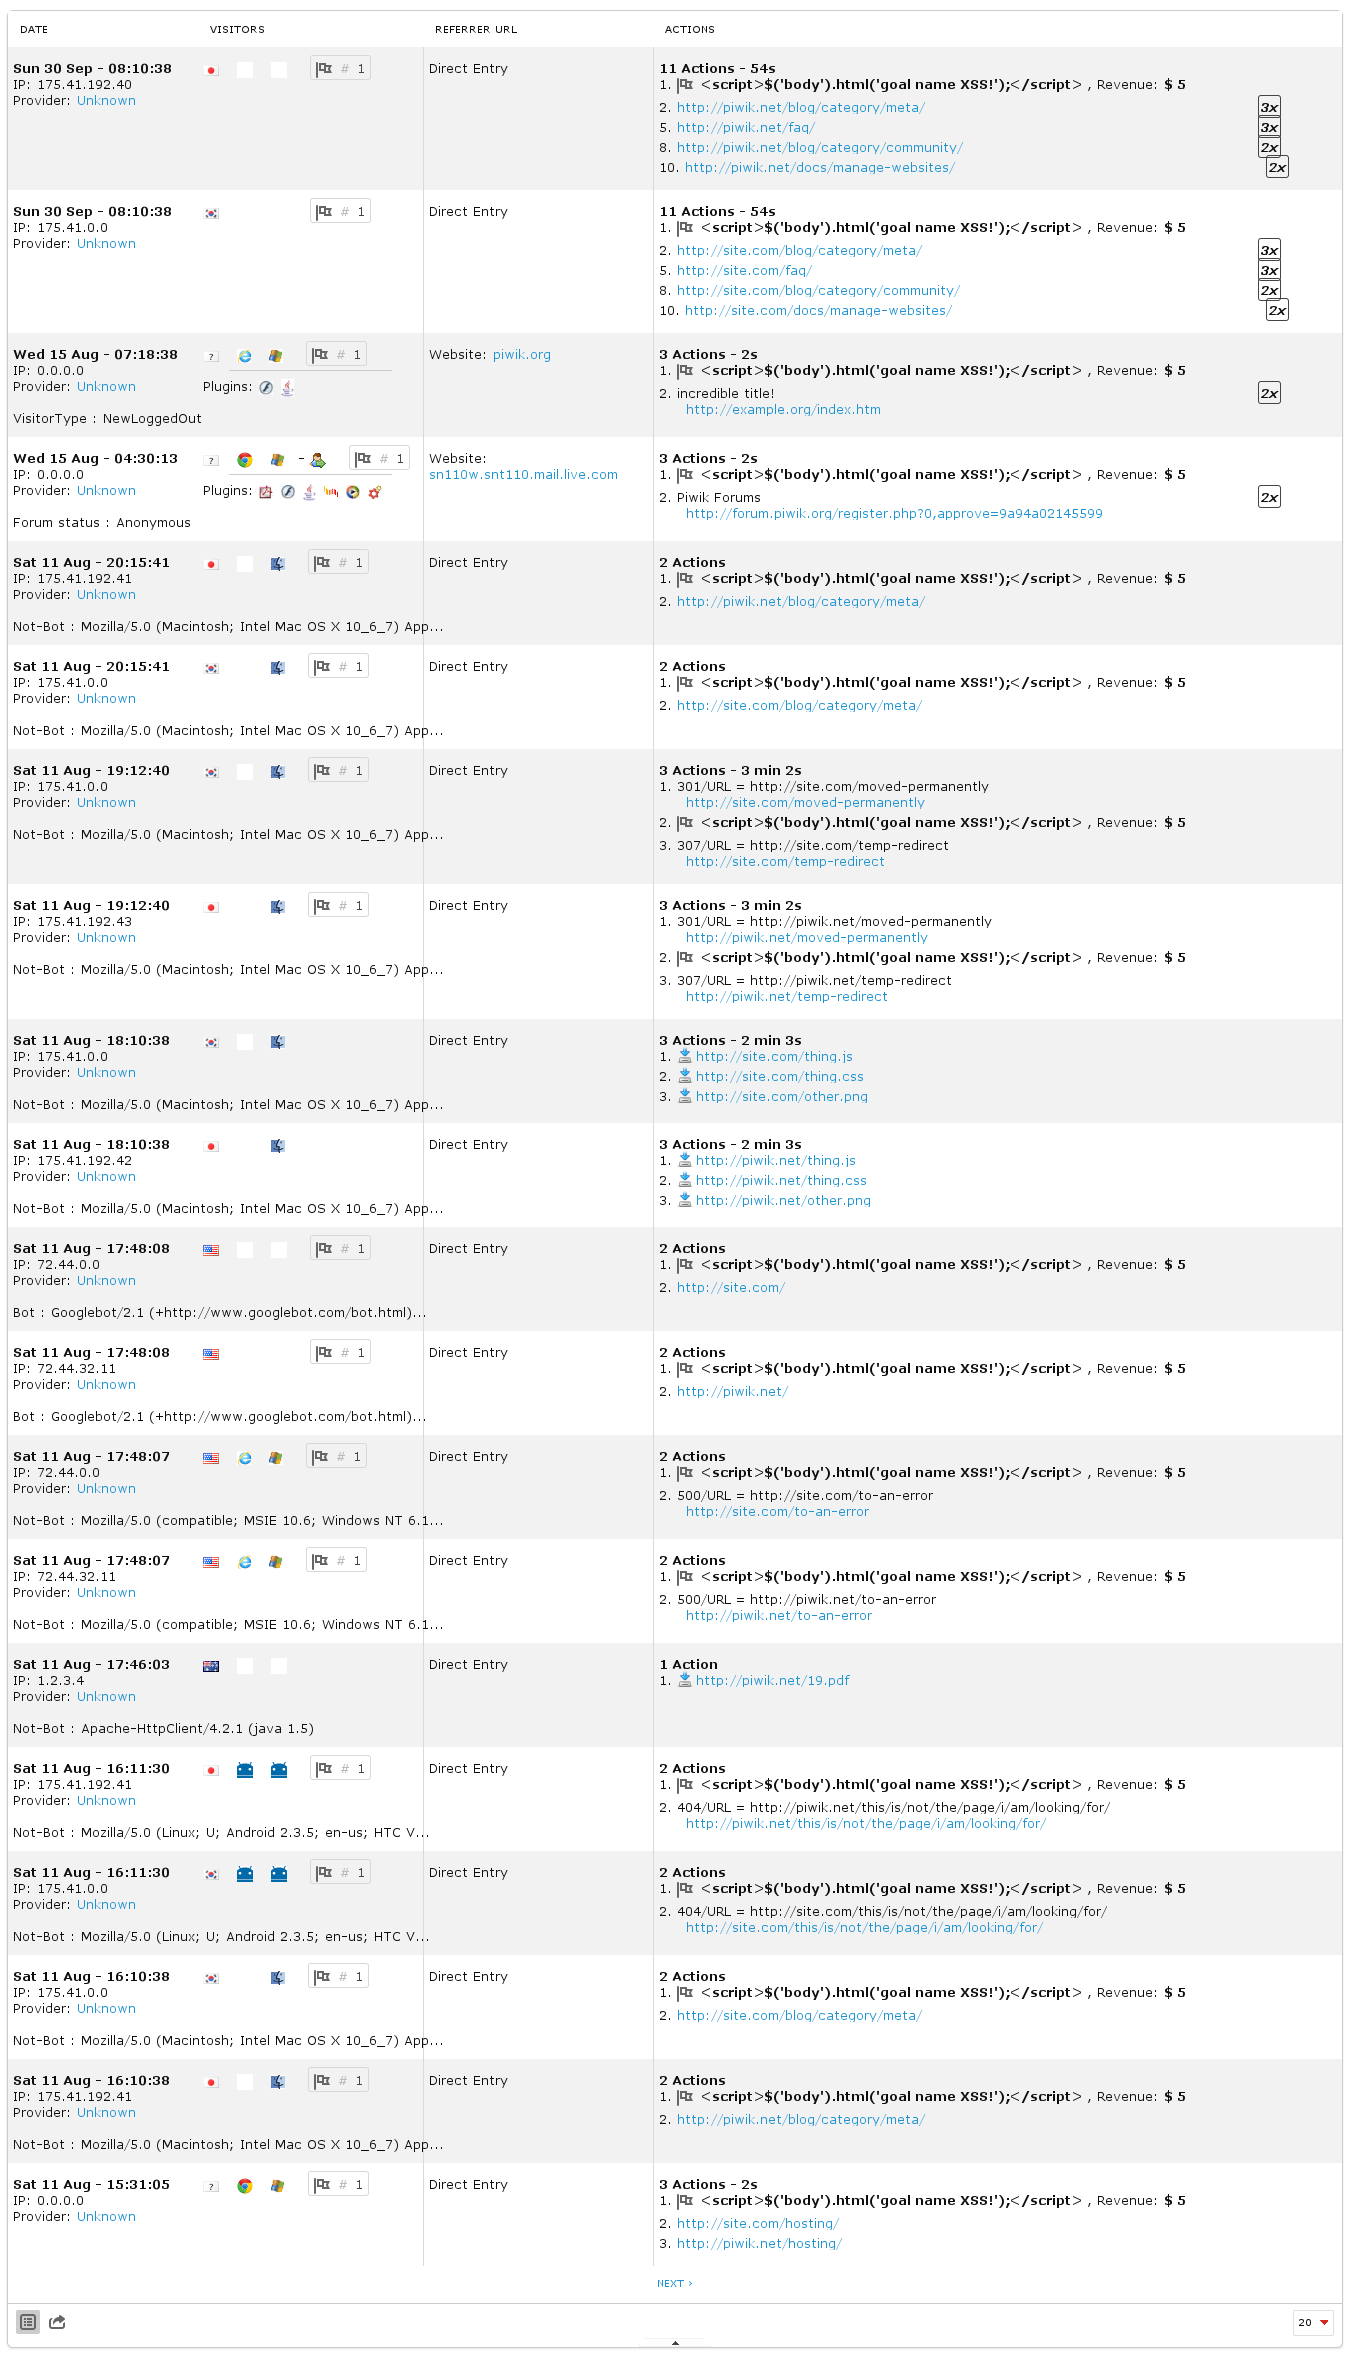 DATE VISITORS REFERRER URL ACTIONS
Sun 30 Sep - 08:10:38 # 1 Direct Entry 11 Actions - 54s
IP: 175.41.192.40 1. <script>$('body').html('goal name XSS!');</script> , Revenue: $ 5
Provider: Unknown
2. http://piwik.net/blog/category/meta/ 3x
5. http://piwik.net/faq/ 3x
8. http://piwik.net/blog/category/community/ 2x
10. http://piwik.net/docs/manage-websites/ 2x
Sun 30 Sep - 08:10:38 # 1 Direct Entry 11 Actions - 54s
IP: 175.41.0.0 1. <script>$('body').html('goal name XSS!');</script> , Revenue: $ 5
Provider: Unknown
2. http://site.com/blog/category/meta/ 3x
5. http://site.com/faq/ 3x
8. http://site.com/blog/category/community/ 2x
10. http://site.com/docs/manage-websites/ 2x
Wed 15 Aug - 07:18:38 ? # 1 Website: piwik.org 3 Actions - 2s
IP: 0.0.0.0 1. <script>$('body').html('goal name XSS!');</script> , Revenue: $ 5
Provider: Unknown Plugins:
2. incredible title! 2x
http://example.org/index.htm
VisitorType : NewLoggedOut
Wed 15 Aug - 04:30:13 ? - # 1 Website: 3 Actions - 2s
IP: 0.0.0.0 sn110w.snt110.mail.live.com 1. <script>$('body').html('goal name XSS!');</script> , Revenue: $ 5
Provider: Unknown Plugins:
2. Piwik Forums 2x
http://forum.piwik.org/register.php?0,approve=9a94a02145599
Forum status : Anonymous
Sat 11 Aug - 20:15:41 # 1 Direct Entry 2 Actions
IP: 175.41.192.41 1. <script>$('body').html('goal name XSS!');</script> , Revenue: $ 5
Provider: Unknown
2. http://piwik.net/blog/category/meta/
Not-Bot : Mozilla/5.0 (Macintosh; Intel Mac OS X 10_6_7) App...
Sat 11 Aug - 20:15:41 # 1 Direct Entry 2 Actions
IP: 175.41.0.0 1. <script>$('body').html('goal name XSS!');</script> , Revenue: $ 5
Provider: Unknown
2. http://site.com/blog/category/meta/
Not-Bot : Mozilla/5.0 (Macintosh; Intel Mac OS X 10_6_7) App...
Sat 11 Aug - 19:12:40 # 1 Direct Entry 3 Actions - 3 min 2s
IP: 175.41.0.0 1. 301/URL = http://site.com/moved-permanently
Provider: Unknown http://site.com/moved-permanently
2. <script>$('body').html('goal name XSS!');</script> , Revenue: $ 5
Not-Bot : Mozilla/5.0 (Macintosh; Intel Mac OS X 10_6_7) App...
3. 307/URL = http://site.com/temp-redirect
http://site.com/temp-redirect
Sat 11 Aug - 19:12:40 # 1 Direct Entry 3 Actions - 3 min 2s
IP: 175.41.192.43 1. 301/URL = http://piwik.net/moved-permanently
Provider: Unknown http://piwik.net/moved-permanently
2. <script>$('body').html('goal name XSS!');</script> , Revenue: $ 5
Not-Bot : Mozilla/5.0 (Macintosh; Intel Mac OS X 10_6_7) App...
3. 307/URL = http://piwik.net/temp-redirect
http://piwik.net/temp-redirect
Sat 11 Aug - 18:10:38 Direct Entry 3 Actions - 2 min 3s
IP: 175.41.0.0 1. http://site.com/thing.js
Provider: Unknown 2. http://site.com/thing.css
3. http://site.com/other.png
Not-Bot : Mozilla/5.0 (Macintosh; Intel Mac OS X 10_6_7) App...
Sat 11 Aug - 18:10:38 Direct Entry 3 Actions - 2 min 3s
IP: 175.41.192.42 1. http://piwik.net/thing.js
Provider: Unknown 2. http://piwik.net/thing.css
3. http://piwik.net/other.png
Not-Bot : Mozilla/5.0 (Macintosh; Intel Mac OS X 10_6_7) App...
Sat 11 Aug - 17:48:08 # 1 Direct Entry 2 Actions
IP: 72.44.0.0 1. <script>$('body').html('goal name XSS!');</script> , Revenue: $ 5
Provider: Unknown
2. http://site.com/
Bot : Googlebot/2.1 (+http://www.googlebot.com/bot.html)...
Sat 11 Aug - 17:48:08 # 1 Direct Entry 2 Actions
IP: 72.44.32.11 1. <script>$('body').html('goal name XSS!');</script> , Revenue: $ 5
Provider: Unknown
2. http://piwik.net/
Bot : Googlebot/2.1 (+http://www.googlebot.com/bot.html)...
Sat 11 Aug - 17:48:07 # 1 Direct Entry 2 Actions
IP: 72.44.0.0 1. <script>$('body').html('goal name XSS!');</script> , Revenue: $ 5
Provider: Unknown
2. 500/URL = http://site.com/to-an-error
http://site.com/to-an-error
Not-Bot : Mozilla/5.0 (compatible; MSIE 10.6; Windows NT 6.1...
Sat 11 Aug - 17:48:07 # 1 Direct Entry 2 Actions
IP: 72.44.32.11 1. <script>$('body').html('goal name XSS!');</script> , Revenue: $ 5
Provider: Unknown
2. 500/URL = http://piwik.net/to-an-error
http://piwik.net/to-an-error
Not-Bot : Mozilla/5.0 (compatible; MSIE 10.6; Windows NT 6.1...
Sat 11 Aug - 17:46:03 Direct Entry 1 Action
IP: 1.2.3.4 1. http://piwik.net/19.pdf
Provider: Unknown
Not-Bot : Apache-HttpClient/4.2.1 (java 1.5)
Sat 11 Aug - 16:11:30 # 1 Direct Entry 2 Actions
IP: 175.41.192.41 1. <script>$('body').html('goal name XSS!');</script> , Revenue: $ 5
Provider: Unknown
2. 404/URL = http://piwik.net/this/is/not/the/page/i/am/looking/for/
http://piwik.net/this/is/not/the/page/i/am/looking/for/
Not-Bot : Mozilla/5.0 (Linux; U; Android 2.3.5; en-us; HTC V...
Sat 11 Aug - 16:11:30 # 1 Direct Entry 2 Actions
IP: 175.41.0.0 1. <script>$('body').html('goal name XSS!');</script> , Revenue: $ 5
Provider: Unknown
2. 404/URL = http://site.com/this/is/not/the/page/i/am/looking/for/
http://site.com/this/is/not/the/page/i/am/looking/for/
Not-Bot : Mozilla/5.0 (Linux; U; Android 2.3.5; en-us; HTC V...
Sat 11 Aug - 16:10:38 # 1 Direct Entry 2 Actions
IP: 175.41.0.0 1. <script>$('body').html('goal name XSS!');</script> , Revenue: $ 5
Provider: Unknown
2. http://site.com/blog/category/meta/
Not-Bot : Mozilla/5.0 (Macintosh; Intel Mac OS X 10_6_7) App...
Sat 11 Aug - 16:10:38 # 1 Direct Entry 2 Actions
IP: 175.41.192.41 1. <script>$('body').html('goal name XSS!');</script> , Revenue: $ 5
Provider: Unknown
2. http://piwik.net/blog/category/meta/
Not-Bot : Mozilla/5.0 (Macintosh; Intel Mac OS X 10_6_7) App...
Sat 11 Aug - 15:31:05 ? # 1 Direct Entry 3 Actions - 2s
IP: 0.0.0.0 1. <script>$('body').html('goal name XSS!');</script> , Revenue: $ 5
Provider: Unknown
2. http://site.com/hosting/
3. http://piwik.net/hosting/
NEXT ›
20